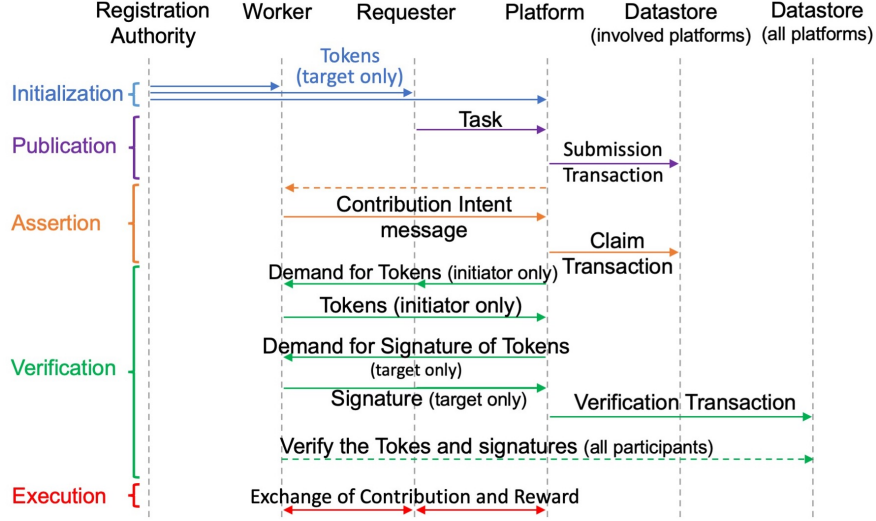 Registration
Authority
Worker
Requester
Platform
Datastore
(involved platforms)
Datastore
(all platforms)
Tokens
(target only)
Initialization
Task
Publication
Submission
Transaction
Contribution Intent
message
Assertion
Claim
Transaction
Demand for Tokens (initiator only)
Tokens (initiator only)
Demand for Signature of Tokens
(target only)
Verification
Signature (target only)
Verification Transaction
Verify the Tokes and signatures (all participants)
Execution
Exchange of Contribution and Reward